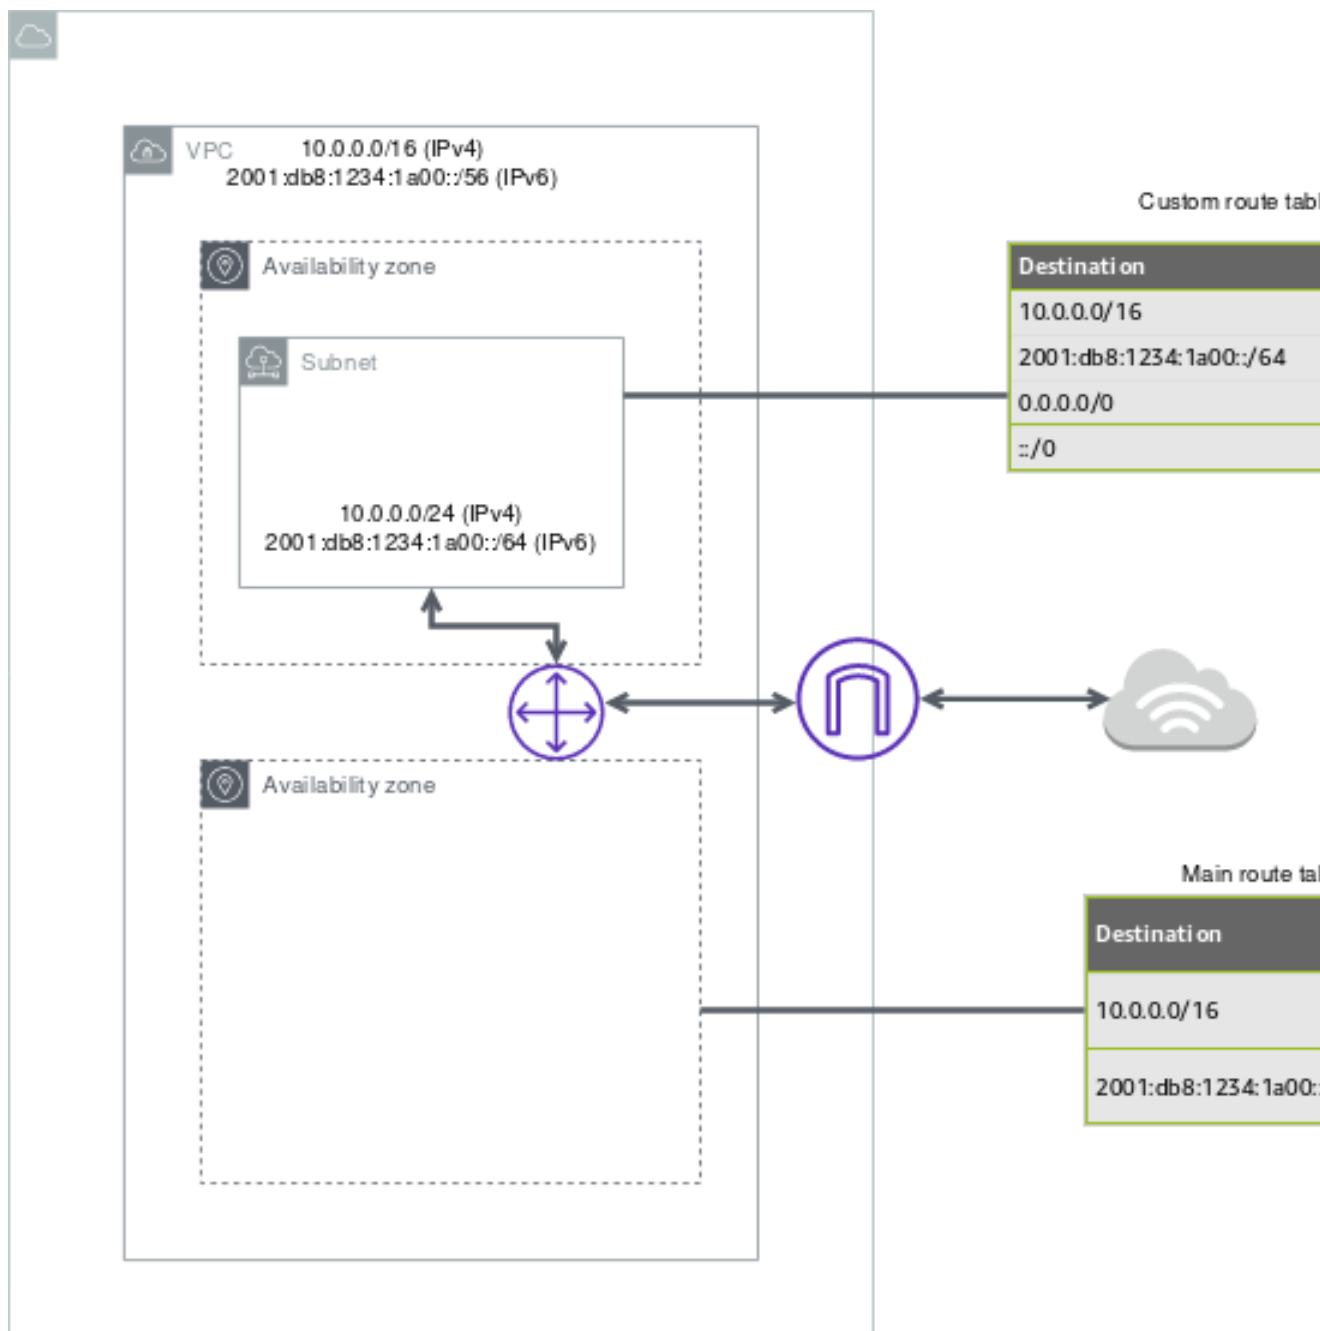 VPC
10.0.0.0/16 (IPv4)
2001:db8:1234:1a00::/56 (IPv6)
Availability zone
Subnet
10.0.0.0/24 (IPv4)
2001:db8:1234:1a00::/64 (IPv6)
Custom route tabl
Destination
10.0.0.0/16
2001:db8:1234:1a00::/64
0.0.0.0/0
::/0
Availability zone
Main route ta
Destination
10.0.0.0/16
2001:db8:1234:1a00: